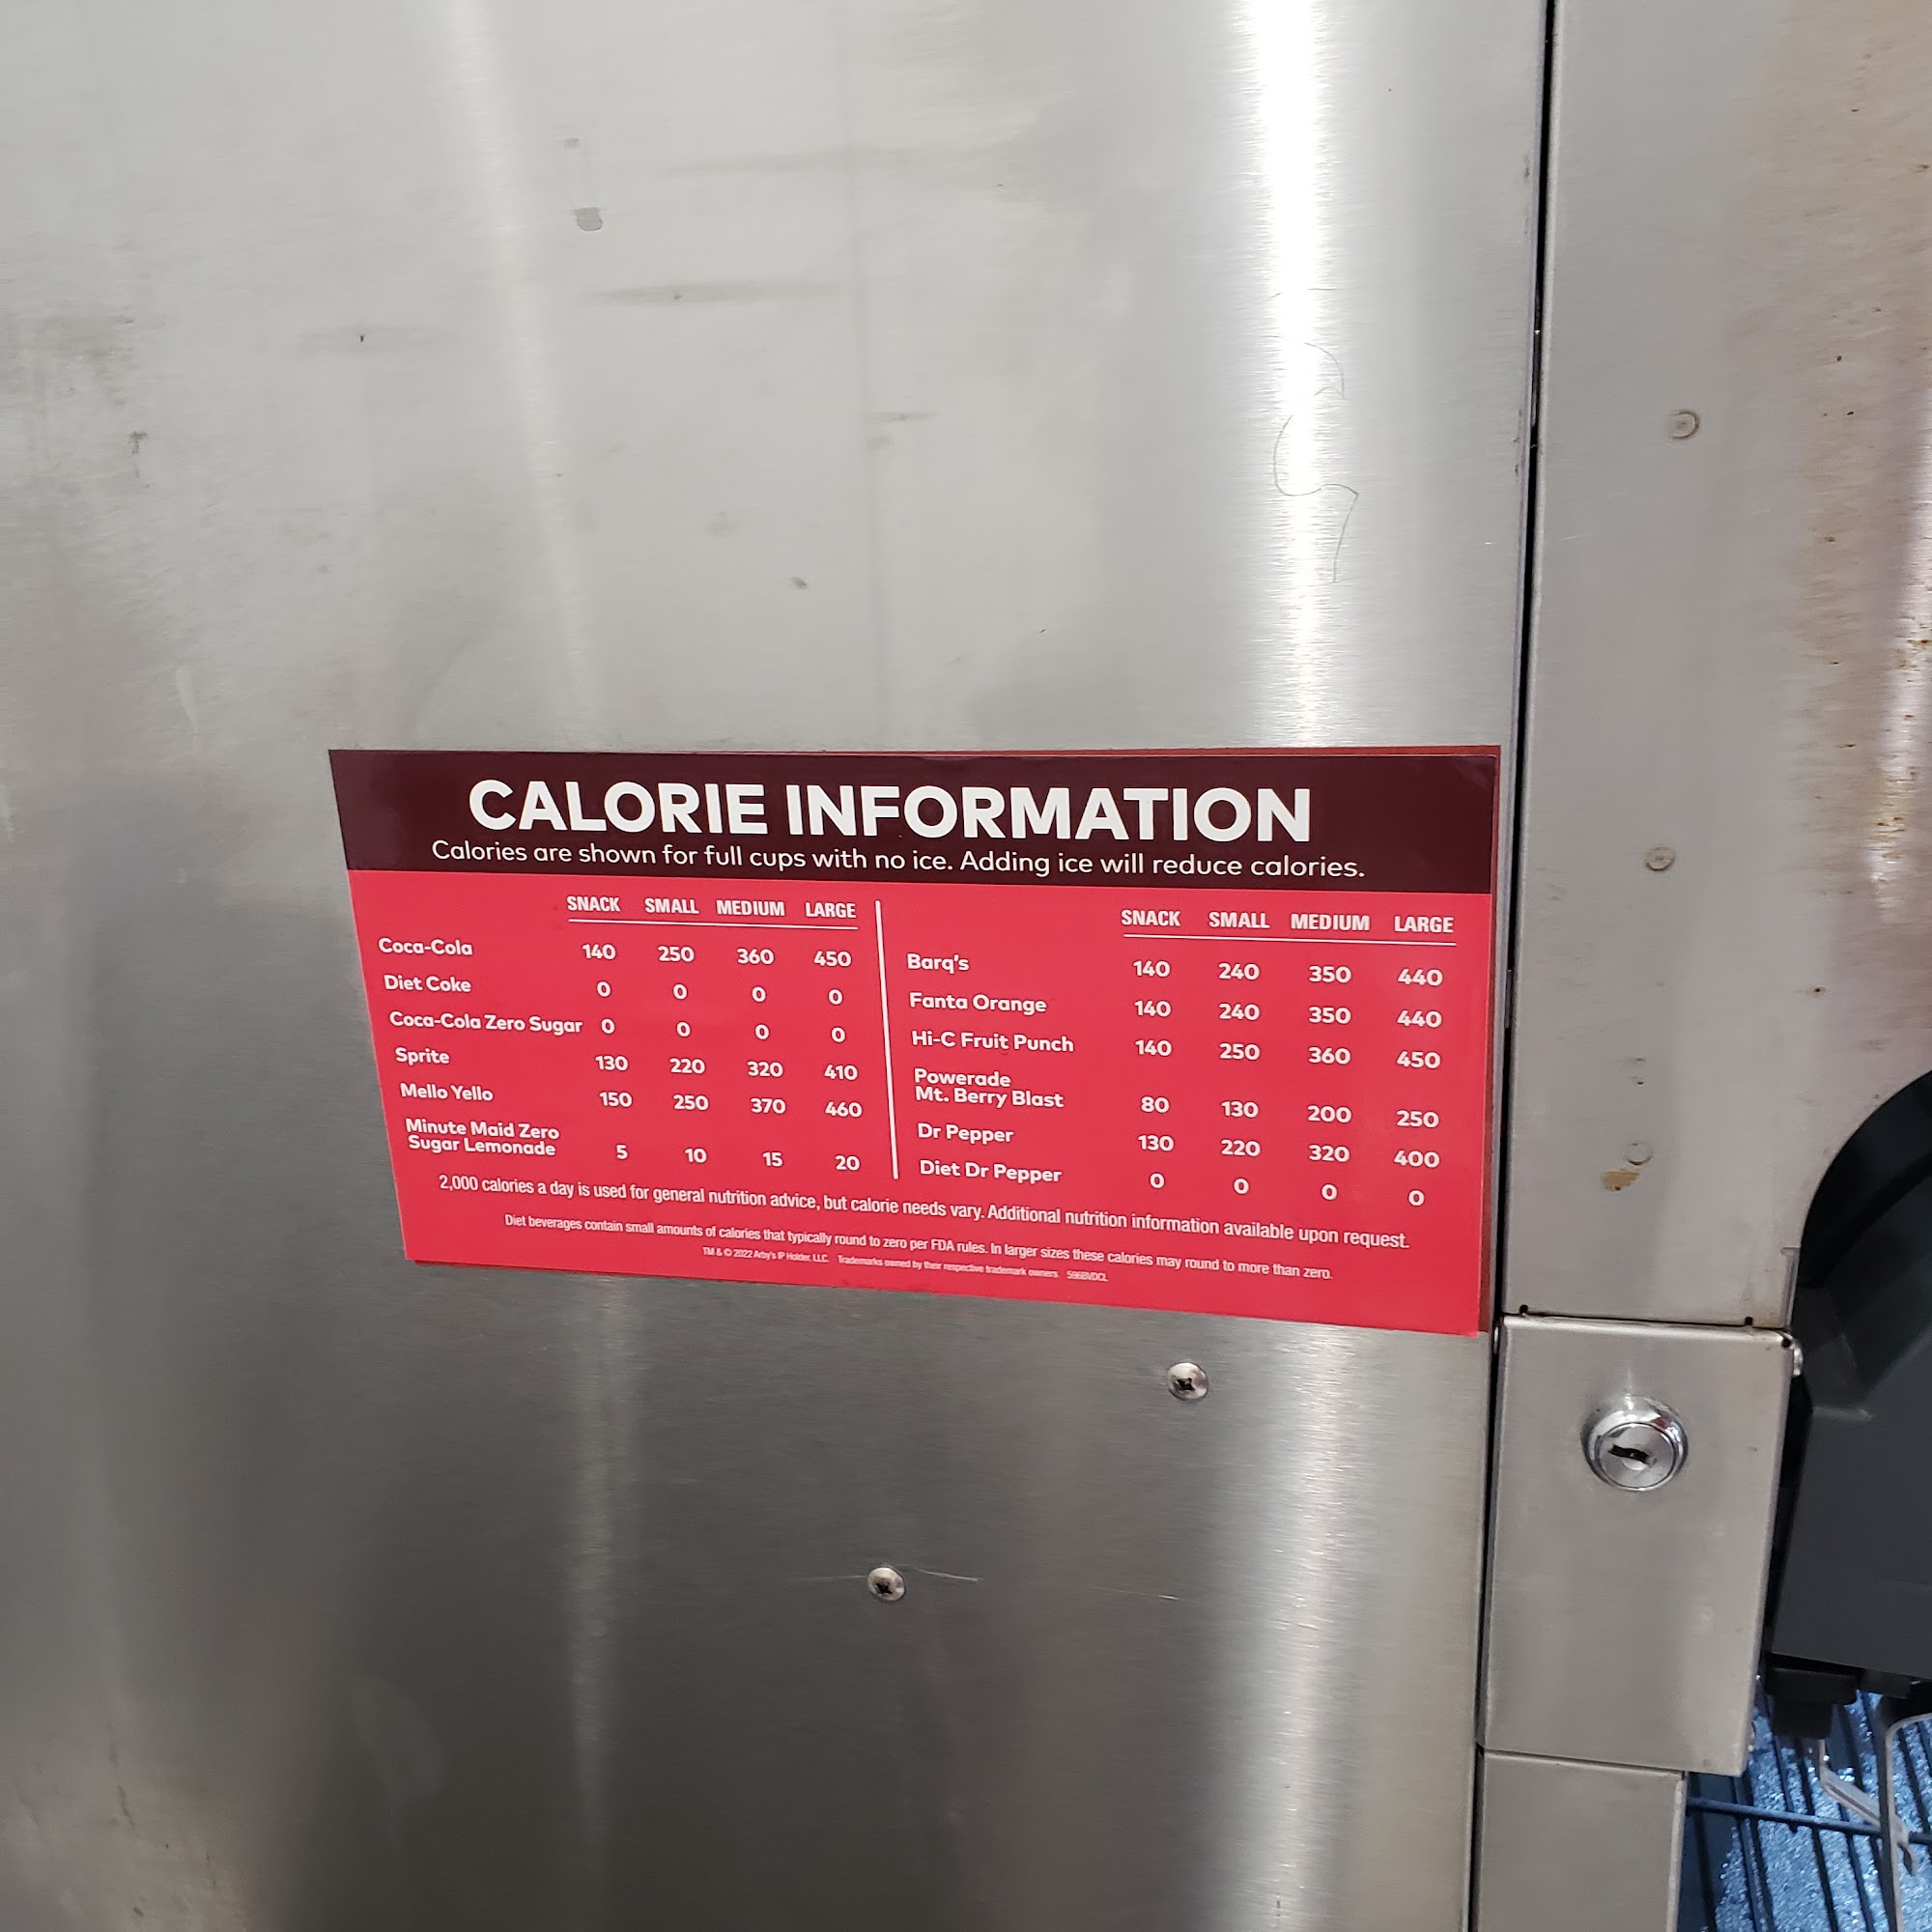 CALORIE INFORMATION
Calories are shown for full cups with no ice. Adding ice will reduce calories.
SNACK SMALL MEDIUM LARGE
Coca-Cola 140 250 360 450
Diet Coke 0 0 0 0
Coca-Cola Zero Sugar 0 0 0 0
Sprite 130 220 320 410
Mello Yello 150 250 370 460
Minute Maid Zero
Sugar Lemonade 5 10 15 20
SNACK SMALL MEDIUM LARGE
Barq's 140 240 350 440
Fanta Orange 140 240 350 440
Hi-C Fruit Punch 140 250 360 450
Powerade
Mt. Berry Blast 80 130 200 250
Dr Pepper 130 220 320 400
Diet Dr Pepper 0 0 0 0
2,000 calories a day is used for general nutrition advice, but calorie needs vary. Additional nutrition information available upon request.
Diet beverages contain small amounts of calories that typically round to zero per FDA rules. In larger sizes these calories may round to more than zero.
TM & © 2022 Arby's IP Holder, LLC. Trademarks owned by their respective trademark owners.